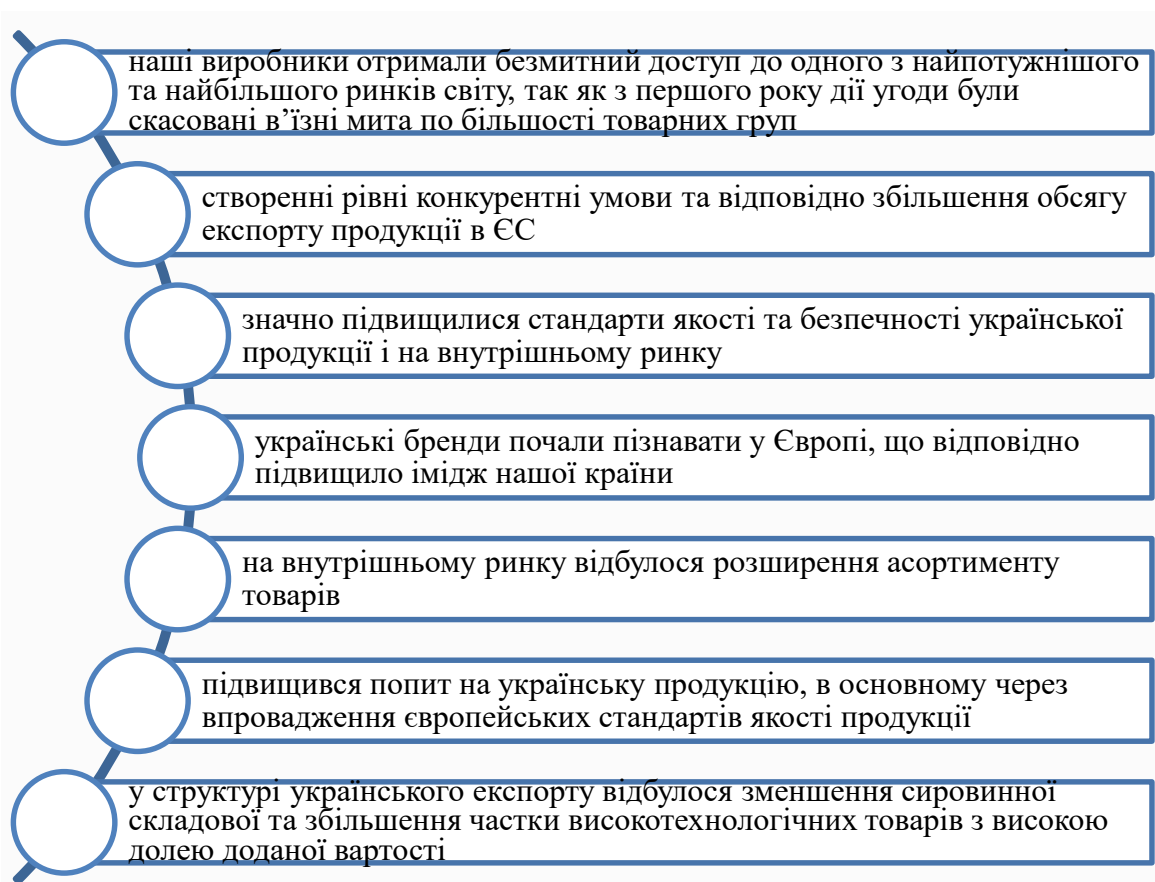 наші виробники отримали безмитний доступ до одного з найпотужнішого
та найбільшого ринків світу, так як з першого року дії угоди були
скасовані в’їзні мита по більшості товарних груп
створенні рівні конкурентні умови та відповідно збільшення обсягу
експорту продукції в ЄС
значно підвищилися стандарти якості та безпечності української
продукції і на внутрішньому ринку
українські бренди почали пізнавати у Європі, що відповідно
підвищило імідж нашої країни
на внутрішньому ринку відбулося розширення асортименту
товарів
підвищився попит на українську продукцію, в основному через
впровадження європейських стандартів якості продукції
у структурі українського експорту відбулося зменшення сировинної
складової та збільшення частки високотехнологічних товарів з високою
долею доданої вартості